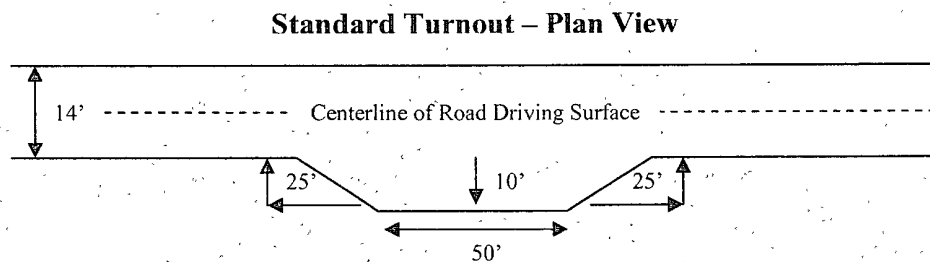 Standard Turnout – Plan View
14'
Centerline of Road Driving Surface
25'
10'
25'
50'